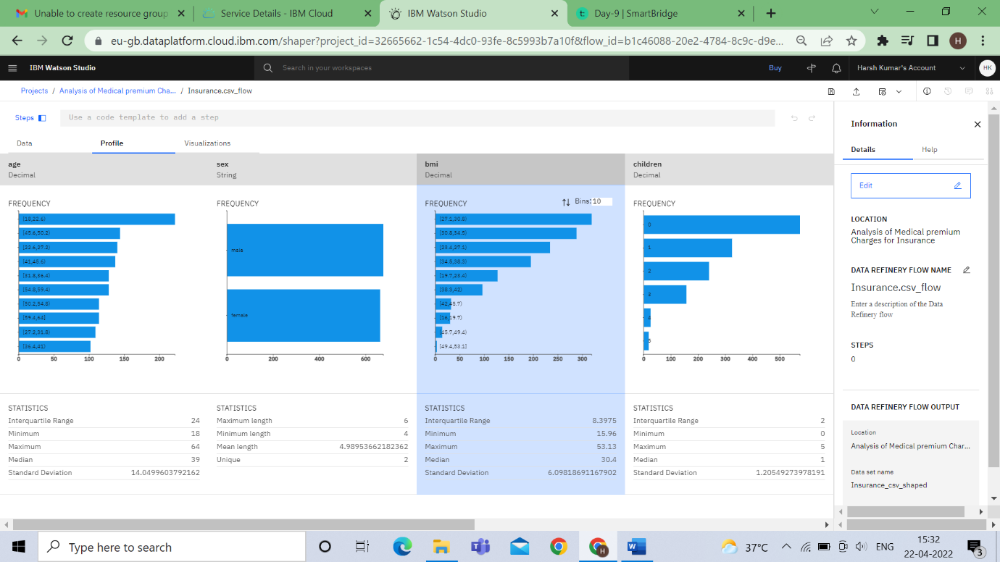 Unable to create resource group
Service Details - IBM Cloud
IBM Watson Studio
Day-9 | SmartBridge
eu-gb.dataplatform.cloud.ibm.com/shaper?project_id=32665662-1c54-4dc0-93fe-8c5993b7a10f&flow_id=b1c46088-20e2-4784-8c9c-d9e...
H
IBM Watson Studio
Search in your workspaces
Buy
Harsh Kumar's Account
HK
Projects / Analysis of Medical premium Cha... / Insurance.csv_flow
Steps
Use a code template to add a step
Data
Profile
Visualizations
age
Decimal
FREQUENCY
[18,22.6)
[45.6,50.2)
[22.6,27.2)
[41,45.6)
[31.8,36.4)
[54.8,59.4)
[50.2,54.8)
[59.4,64]
[27.2,31.8)
[36.4,41)
0 50 100 150 200
STATISTICS
Interquartile Range 24
Minimum 18
Maximum 64
Median 39
Standard Deviation 14.0499603792162
sex
String
FREQUENCY
male
female
0 200 400 600
STATISTICS
Maximum length 6
Minimum length 4
Mean length 4.98953662182362
Unique 2
bmi
Decimal
FREQUENCY
Bins: 10
[27.1,30.8)
[30.8,34.5)
[23.4,27.1)
[34.5,38.3)
[19.7,23.4)
[38.3,42)
[42,45.7)
[16,19.7)
[45.7,49.4)
[49.4,53.1]
0 50 100 150 200 250 300
STATISTICS
Interquartile Range 8.3975
Minimum 15.96
Maximum 53.13
Median 30.4
Standard Deviation 6.09818691167902
children
Decimal
FREQUENCY
0
1
2
3
4
5
0 100 200 300 400 500
STATISTICS
Interquartile Range 2
Minimum 0
Maximum 5
Median 1
Standard Deviation 1.20549273978191
Information
Details
Help
Edit
LOCATION
Analysis of Medical premium
Charges for Insurance
DATA REFINERY FLOW NAME
Insurance.csv_flow
Enter a description of the Data
Refinery flow
STEPS
0
DATA REFINERY FLOW OUTPUT
Location
Analysis of Medical premium Char...
Data set name
Insurance_csv_shaped
Type here to search
37°C
ENG
15:32
22-04-2022
3